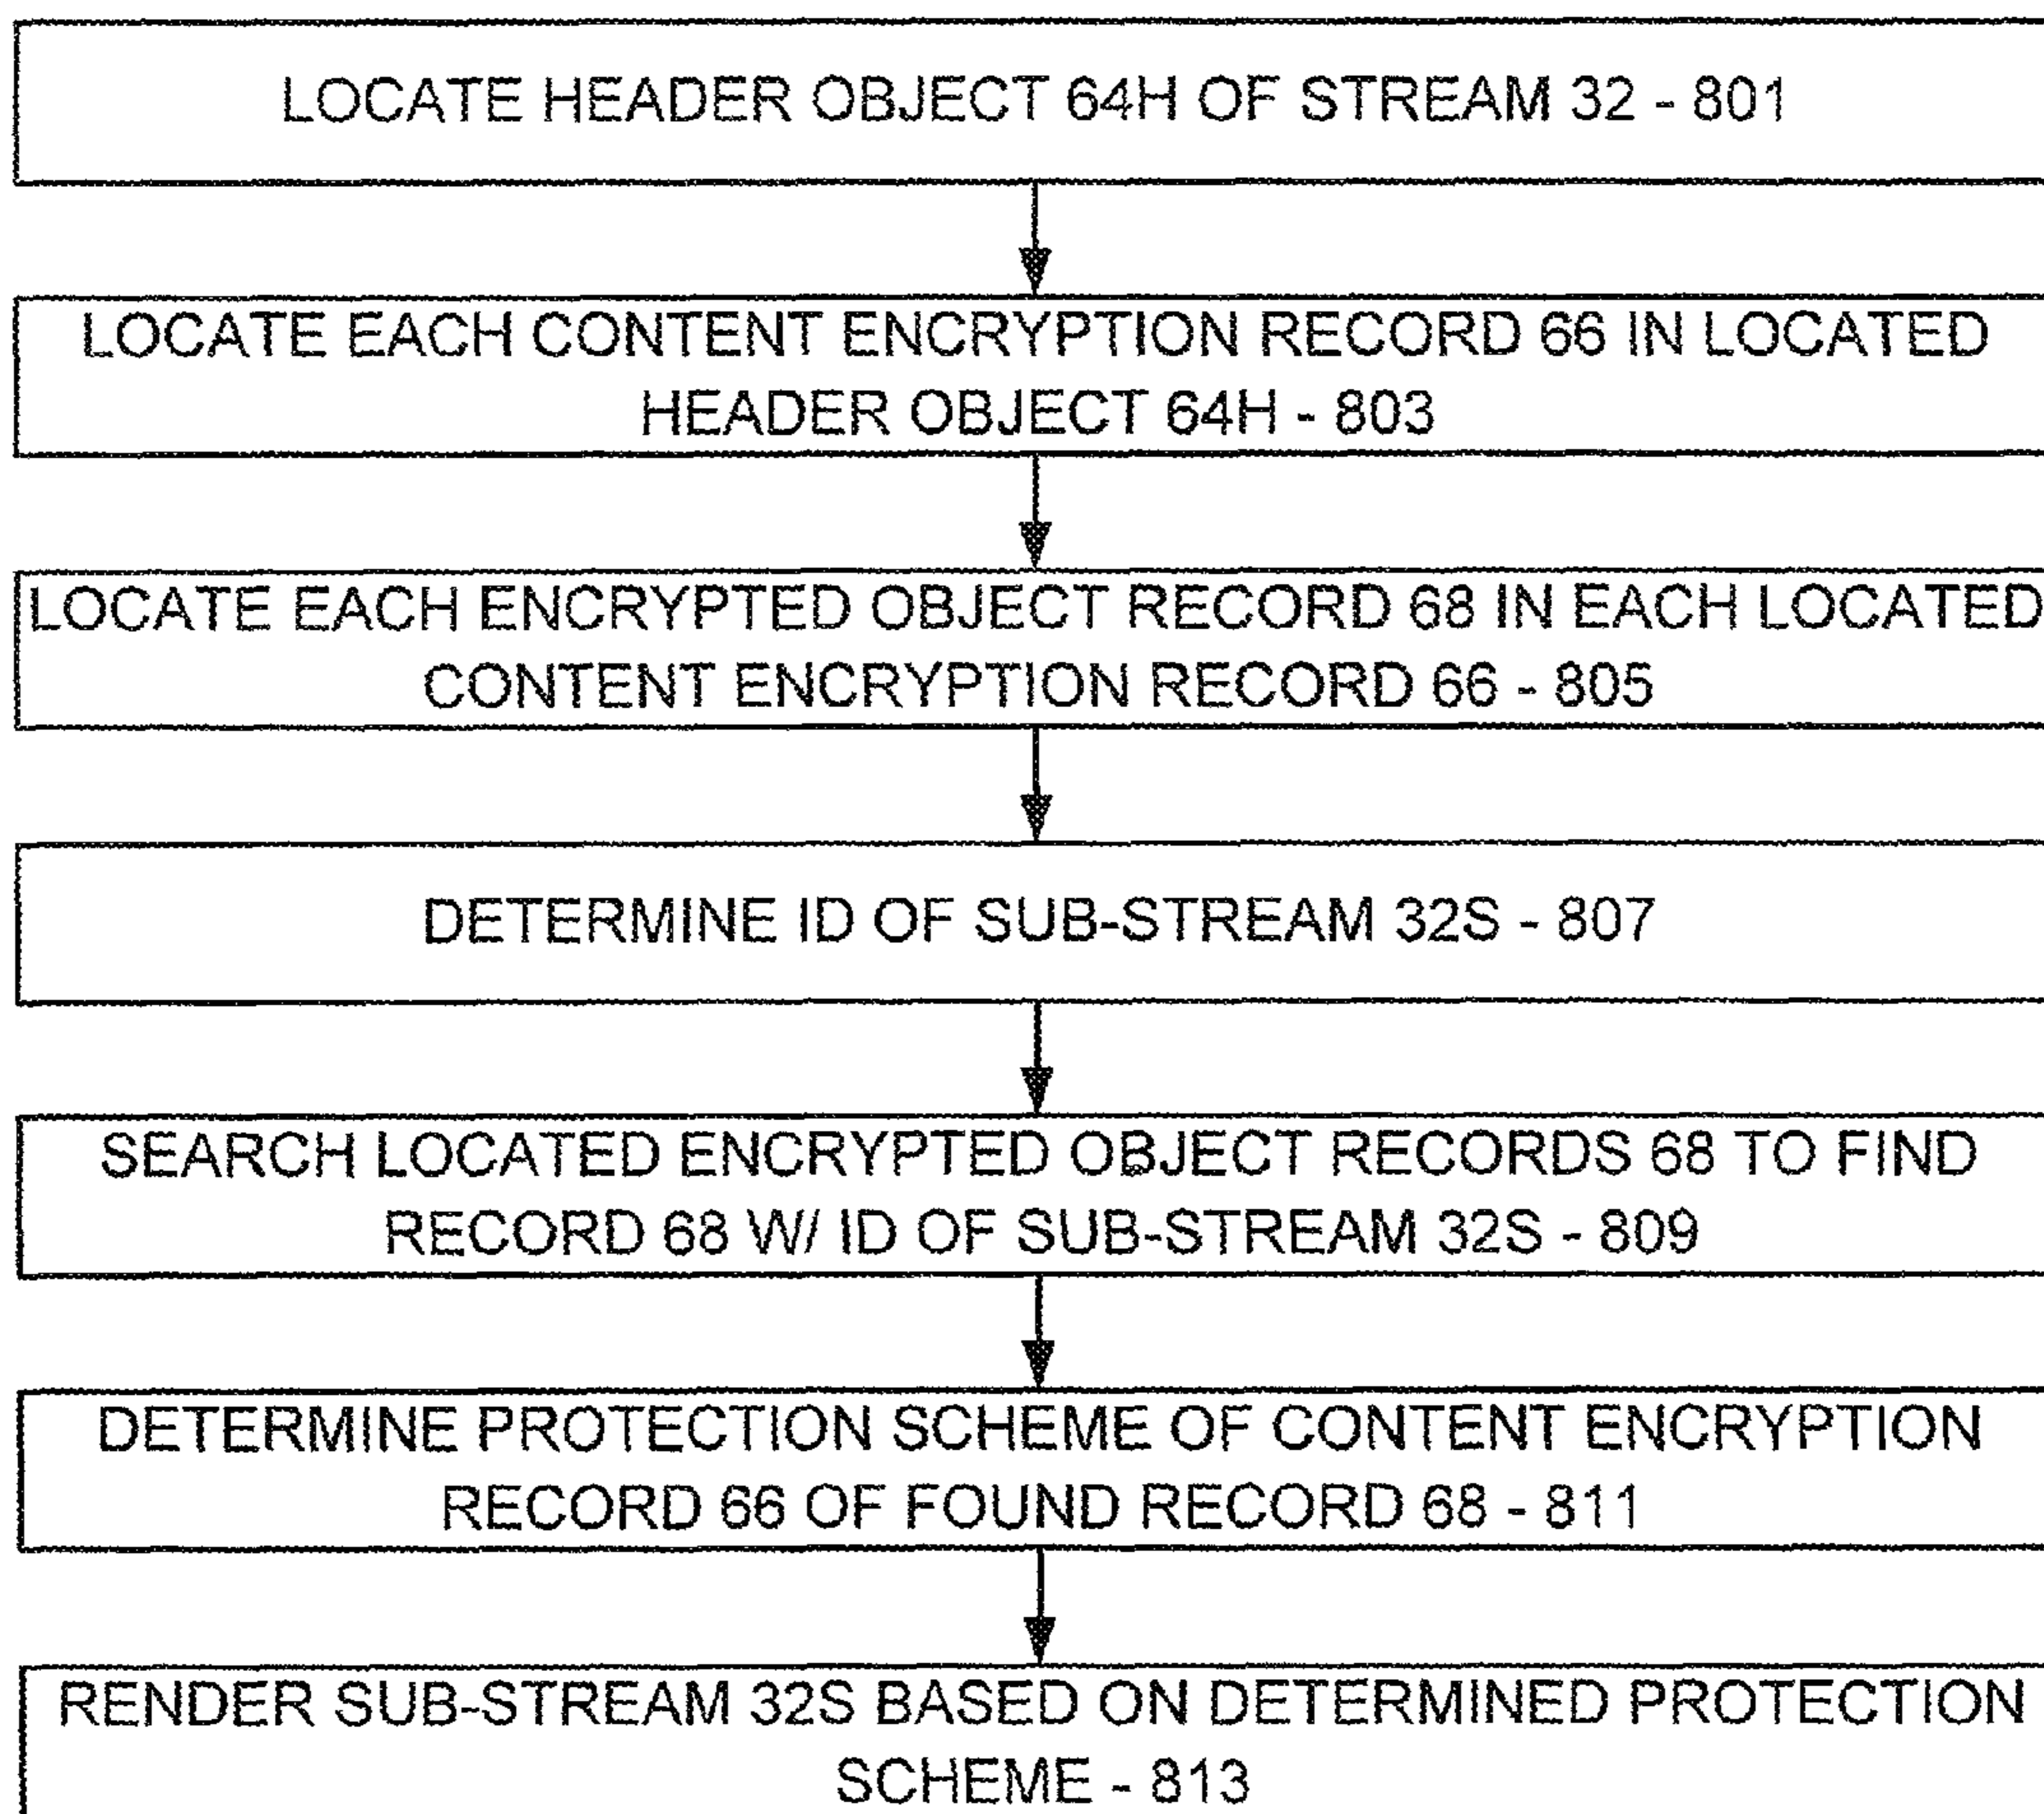 LOCATE HEADER OBJECT 64H OF STREAM 32 - 801
LOCATE EACH CONTENT ENCRYPTION RECORD 66 IN LOCATED
HEADER OBJECT 64H - 803
LOCATE EACH ENCRYPTED OBJECT RECORD 68 IN EACH LOCATED
CONTENT ENCRYPTION RECORD 66 - 805
DETERMINE ID OF SUB-STREAM 32S - 807
SEARCH LOCATED ENCRYPTED OBJECT RECORDS 68 TO FIND
RECORD 68 W/ ID OF SUB-STREAM 32S - 809
DETERMINE PROTECTION SCHEME OF CONTENT ENCRYPTION
RECORD 66 OF FOUND RECORD 68 - 811
RENDER SUB-STREAM 32S BASED ON DETERMINED PROTECTION
SCHEME - 813